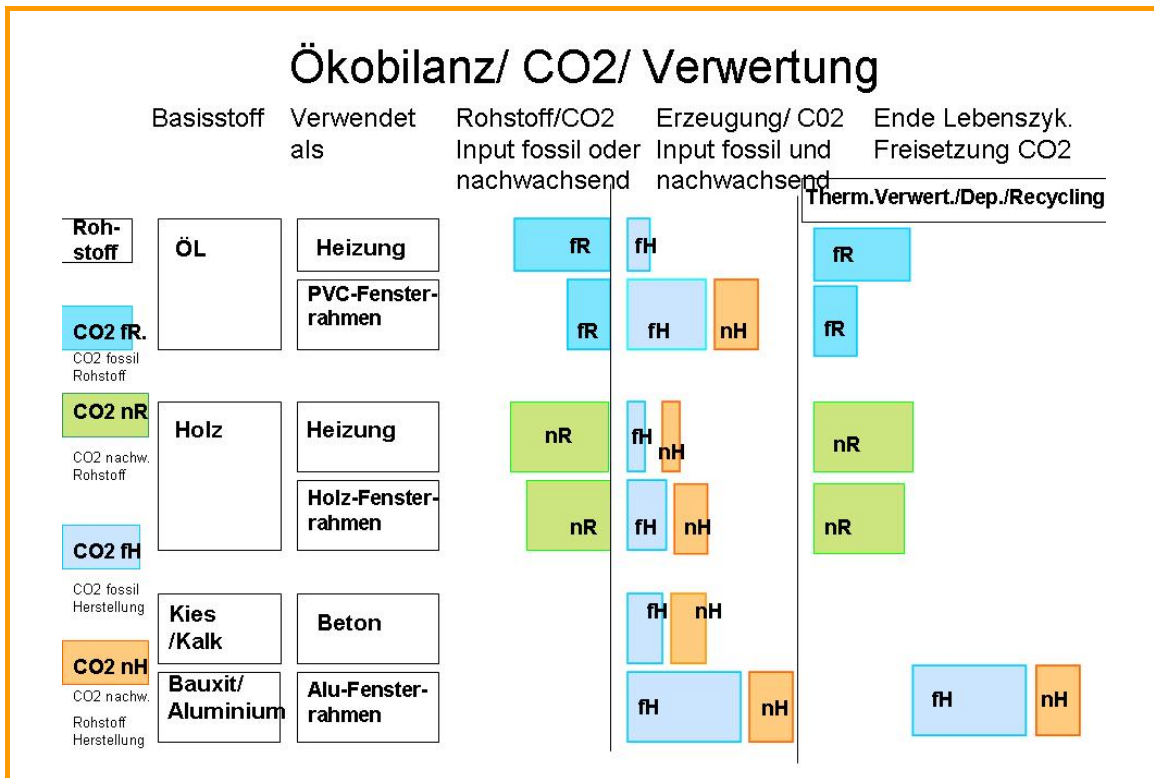 Ökobilanz/ CO2/ Verwertung
Basisstoff
Verwendet
als
Rohstoff/CO2
Input fossil oder
nachwachsend
Erzeugung/ C02
Input fossil und
nachwachsend
Ende Lebenszyk.
Freisetzung CO2
Therm.Verwert./Dep./Recycling
Roh-
stoff
ÖL
Heizung
fR
fH
fR
PVC-Fenster-
rahmen
fR
fH
nH
fR
CO2 fR.
CO2 fossil
Rohstoff
CO2 nR
CO2 nachw.
Rohstoff
Holz
Heizung
nR
fH
nH
nR
Holz-Fenster-
rahmen
nR
fH
nH
nR
CO2 fH
CO2 fossil
Herstellung
Kies
/Kalk
Beton
fH
nH
CO2 nH
CO2 nachw.
Rohstoff
Herstellung
Bauxit/
Aluminium
Alu-Fenster-
rahmen
fH
nH
fH
nH